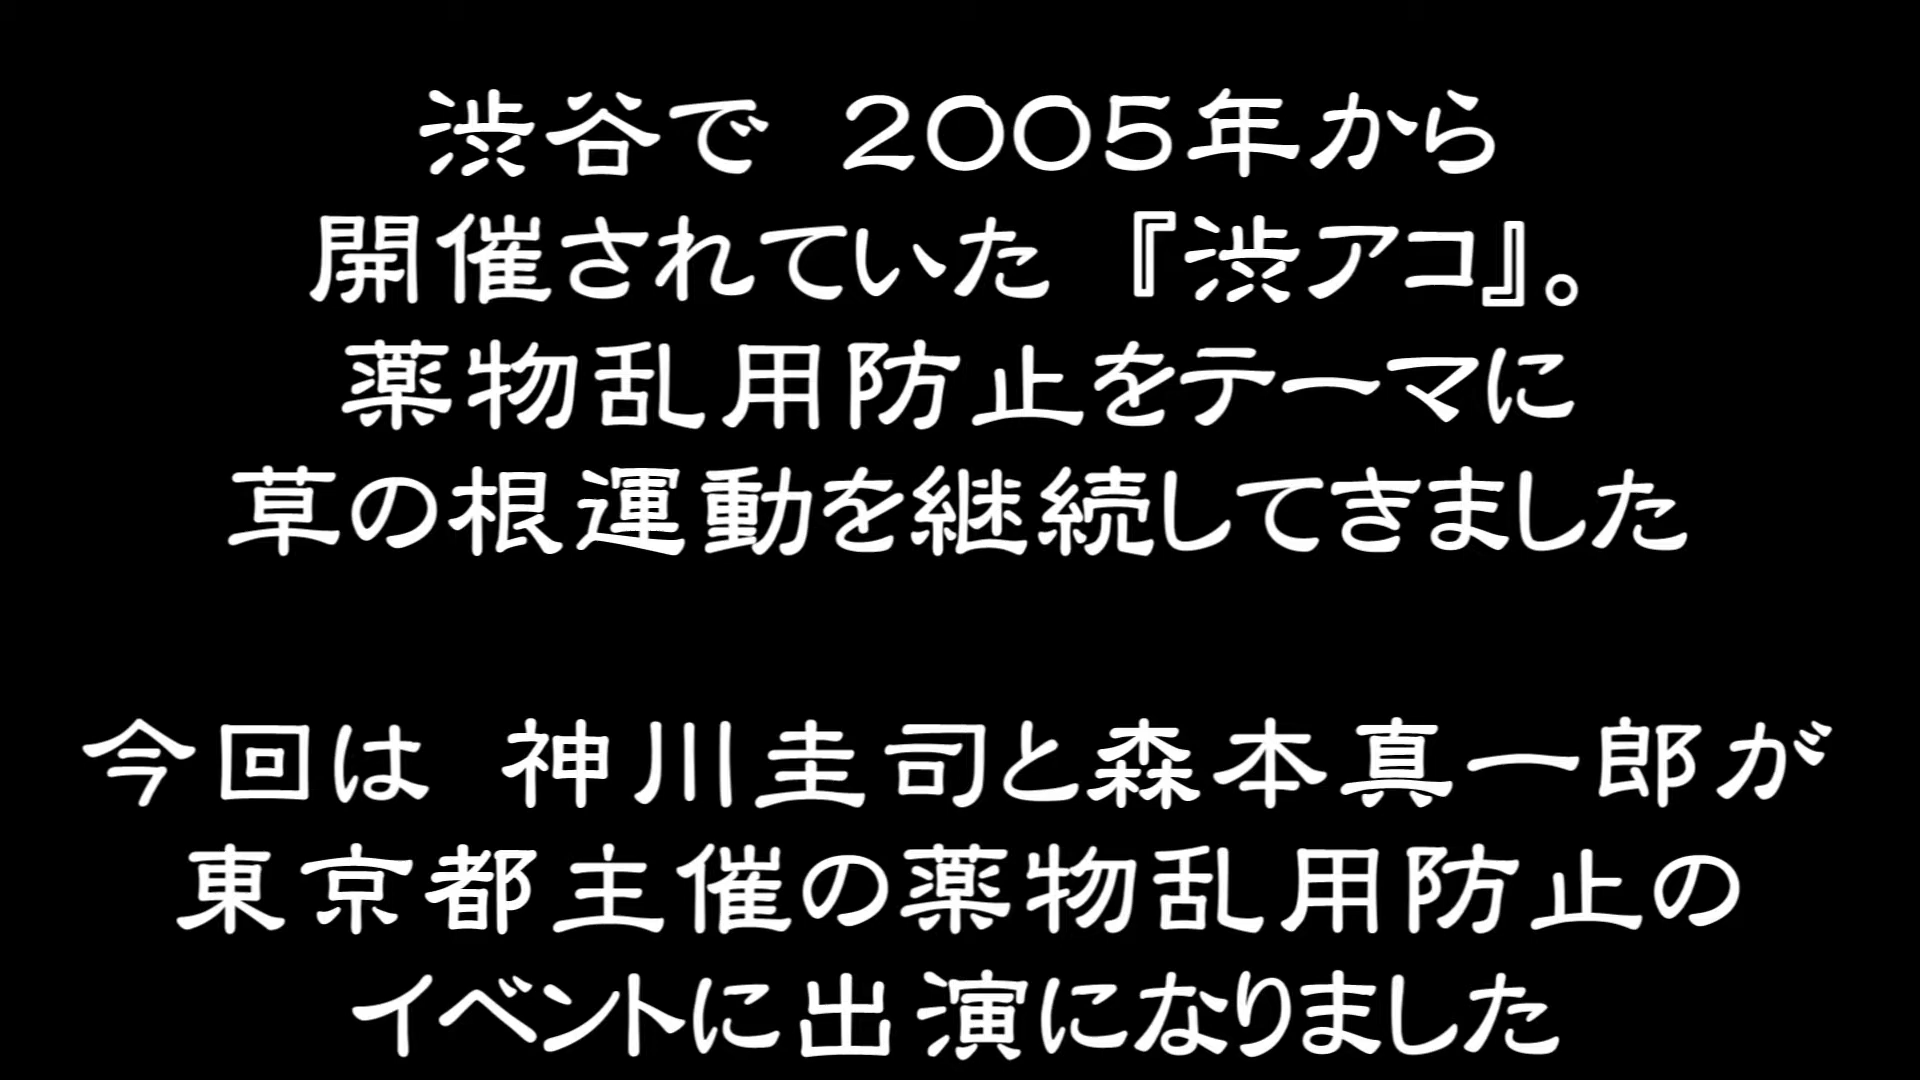 渋谷で　２００５年から
開催されていた『渋アコ』。
薬物乱用防止をテーマに
草の根運動を継続してきました
今回は　神川圭司と森本真一郎が
東京都主催の薬物乱用防止の
イベントに出演になりました